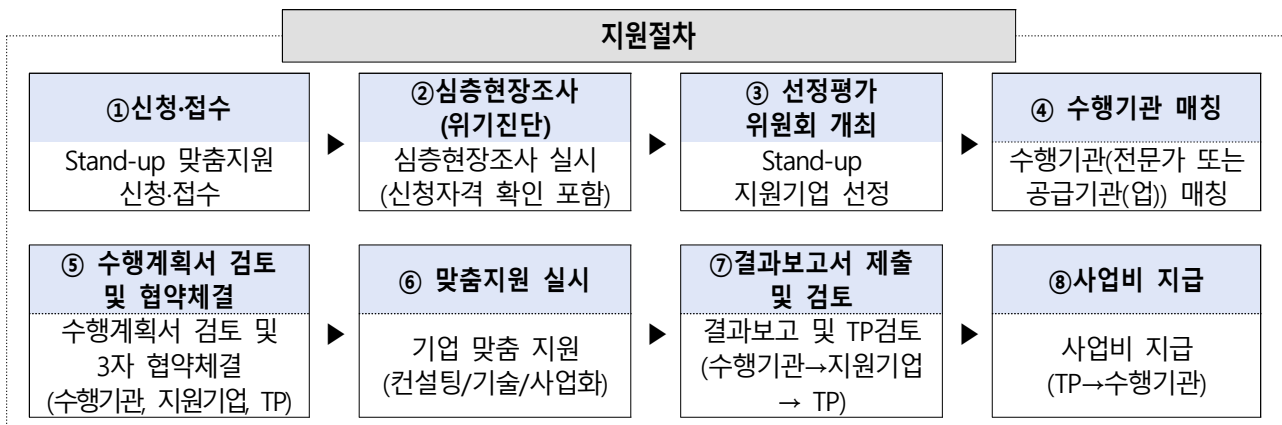 지원절차
①신청·접수
Stand-up 맞춤지원
신청·접수
▶
②심층현장조사
(위기진단)
심층현장조사 실시
(신청자격 확인 포함)
▶
③ 선정평가
위원회 개최
Stand-up
지원기업 선정
▶
④ 수행기관 매칭
수행기관(전문가 또는
공급기관(업)) 매칭
⑤ 수행계획서 검토
및 협약체결
수행계획서 검토 및
3자 협약체결
(수행기관, 지원기업, TP)
▶
⑥ 맞춤지원 실시
기업 맞춤 지원
(컨설팅/기술/사업화)
▶
⑦결과보고서 제출
및 검토
결과보고 및 TP검토
(수행기관→지원기업
→ TP)
▶
⑧사업비 지급
사업비 지급
(TP→수행기관)